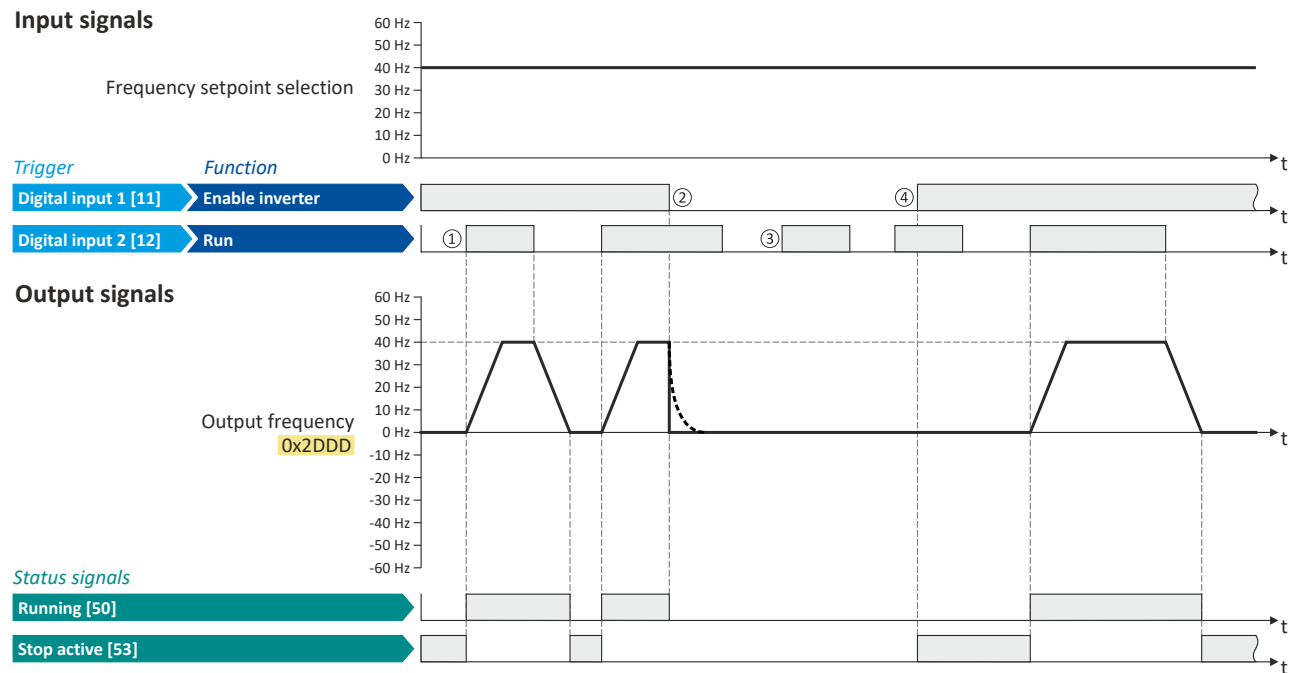 Input signals
60 Hz
50 Hz
40 Hz
Frequency setpoint selection
30 Hz
20 Hz
10 Hz
0 Hz
t
Trigger
Function
Digital input 1 [11]
Enable inverter
②
④
t
Digital input 2 [12]
Run
①
③
t
Output signals
60 Hz
50 Hz
40 Hz
30 Hz
20 Hz
10 Hz
Output frequency
0 Hz
t
0x2DDD
-10 Hz
-20 Hz
-30 Hz
-40 Hz
-50 Hz
-60 Hz
Status signals
Running [50]
t
Stop active [53]
t